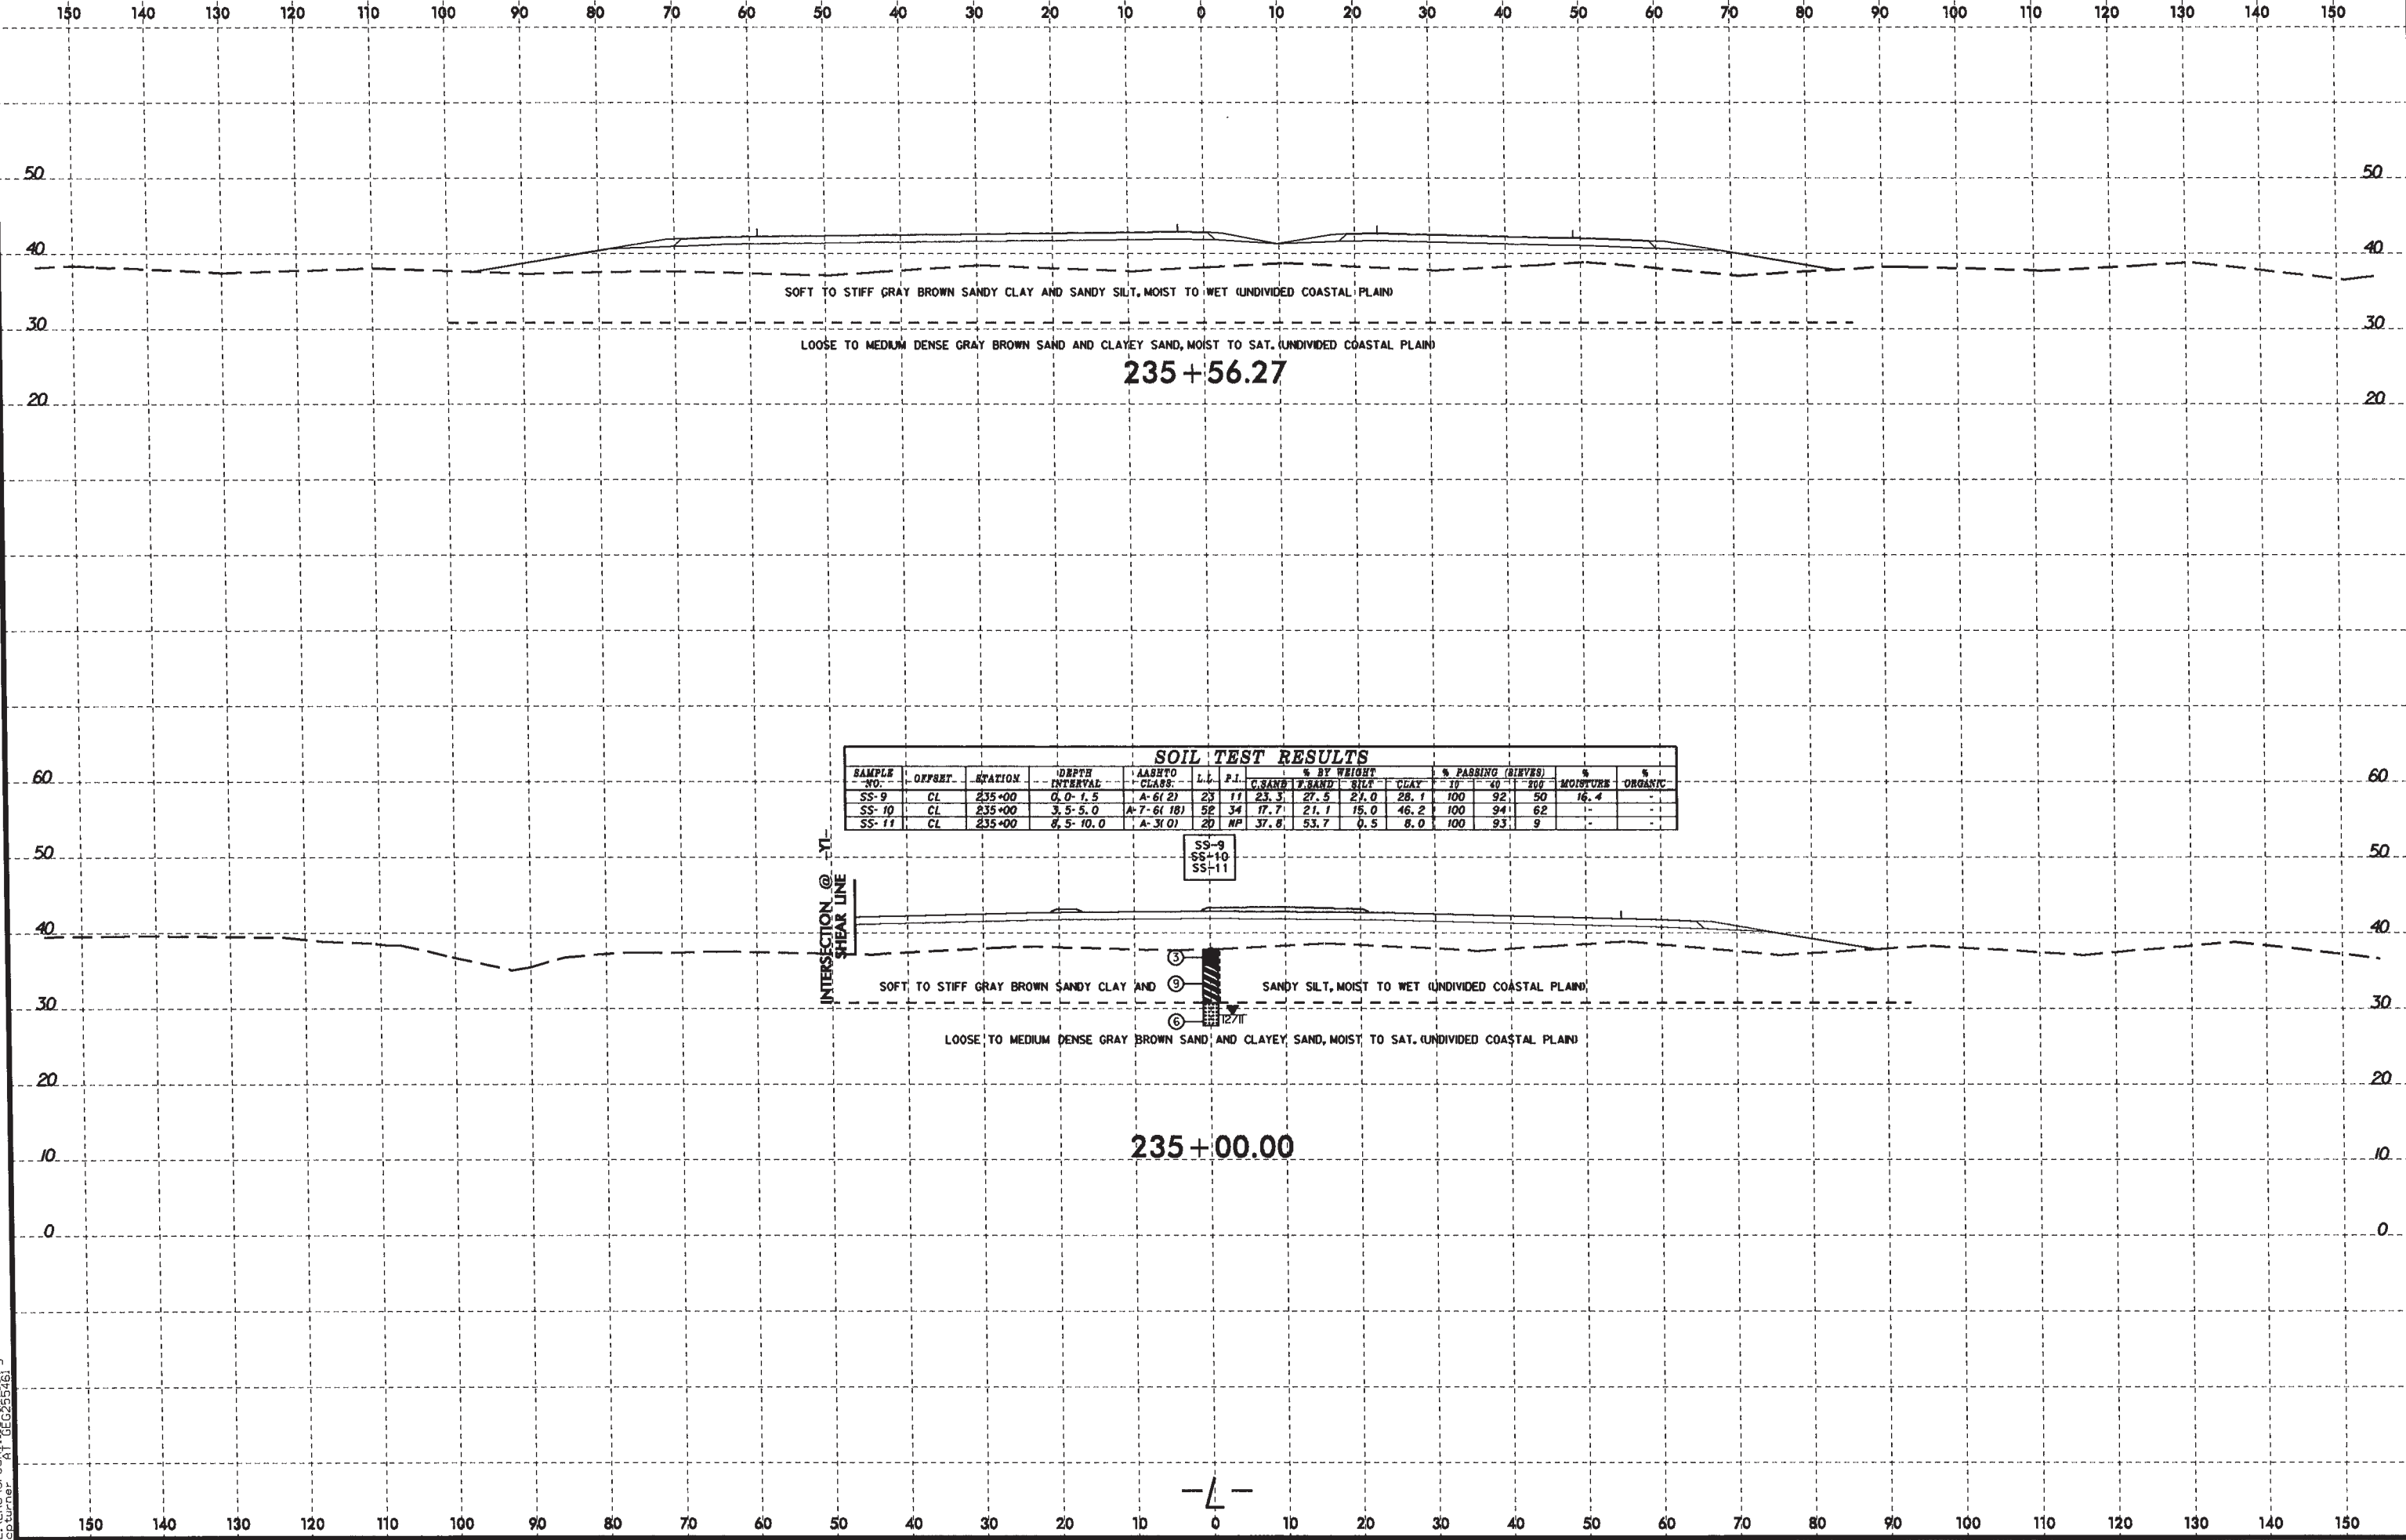 150 140 130 120 110 100 90 80 70 60 50 40 30 20 10 0 10 20 30 40 50 60 70 80 90 100 110 120 130 140 150
50 50
40 40
SOFT TO STIFF GRAY BROWN SANDY CLAY AND SANDY SILT, MOIST TO WET (UNDIVIDED COASTAL PLAIN)
30 30
LOOSE TO MEDIUM DENSE GRAY BROWN SAND AND CLAYEY SAND, MOIST TO SAT. (UNDIVIDED COASTAL PLAIN)
235+56.27
20 20
SOIL TEST RESULTS
SAMPLE NO. OFFSET STATION DEPTH INTERVAL AASHTO CLASS. L.L. P.I. % BY WEIGHT C.SAND F.SAND SILT CLAY % PASSING (SIEVES) 10 40 200 % MOISTURE % ORGANIC
SS-9 CL 235+00 0.0-1.5 A-6(2) 23 11 23.3 27.5 21.0 28.1 100 92 50 16.4 -
SS-10 CL 235+00 3.5-5.0 A-7-6(18) 52 34 17.7 21.1 15.0 46.2 100 94 62 - -
SS-11 CL 235+00 8.5-10.0 A-3(0) 20 NP 37.8 53.7 0.5 8.0 100 93 9 - -
60 60
SS-9
SS-10
SS-11
50 50
INTERSECTION @ -Y1-
SHEAR LINE
40 40
3
SOFT TO STIFF GRAY BROWN SANDY CLAY AND 9 SANDY SILT, MOIST TO WET (UNDIVIDED COASTAL PLAIN)
30 30
6 12/11
LOOSE TO MEDIUM DENSE GRAY BROWN SAND AND CLAYEY SAND, MOIST TO SAT. (UNDIVIDED COASTAL PLAIN)
20 20
235+00.00
10 10
0 0
-L-
AT GEG255461
150 140 130 120 110 100 90 80 70 60 50 40 30 20 10 0 10 20 30 40 50 60 70 80 90 100 110 120 130 140 150